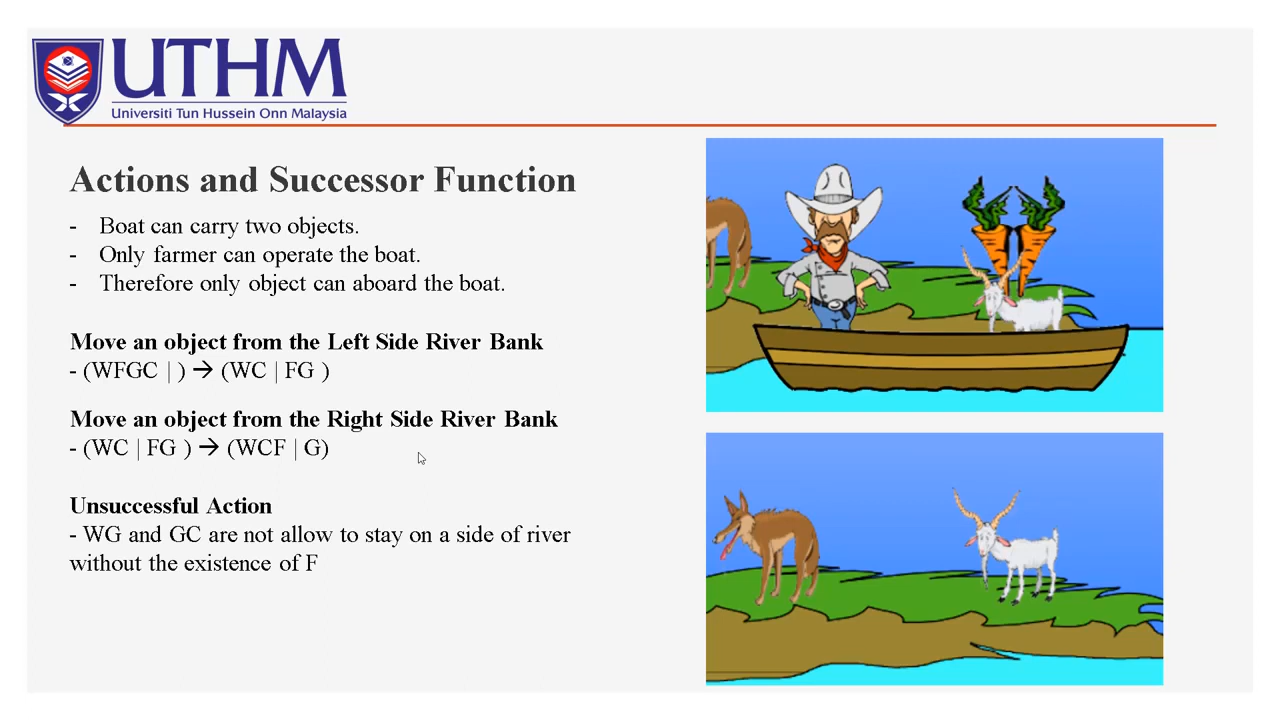 UTHM
Universiti Tun Hussein Onn Malaysia
Actions and Successor Function
- Boat can carry two objects.
- Only farmer can operate the boat.
- Therefore only object can aboard the boat.
Move an object from the Left Side River Bank
- (WFGC | ) → (WC | FG )
Move an object from the Right Side River Bank
- (WC | FG ) → (WCF | G)
Unsuccessful Action
- WG and GC are not allow to stay on a side of river
without the existence of F